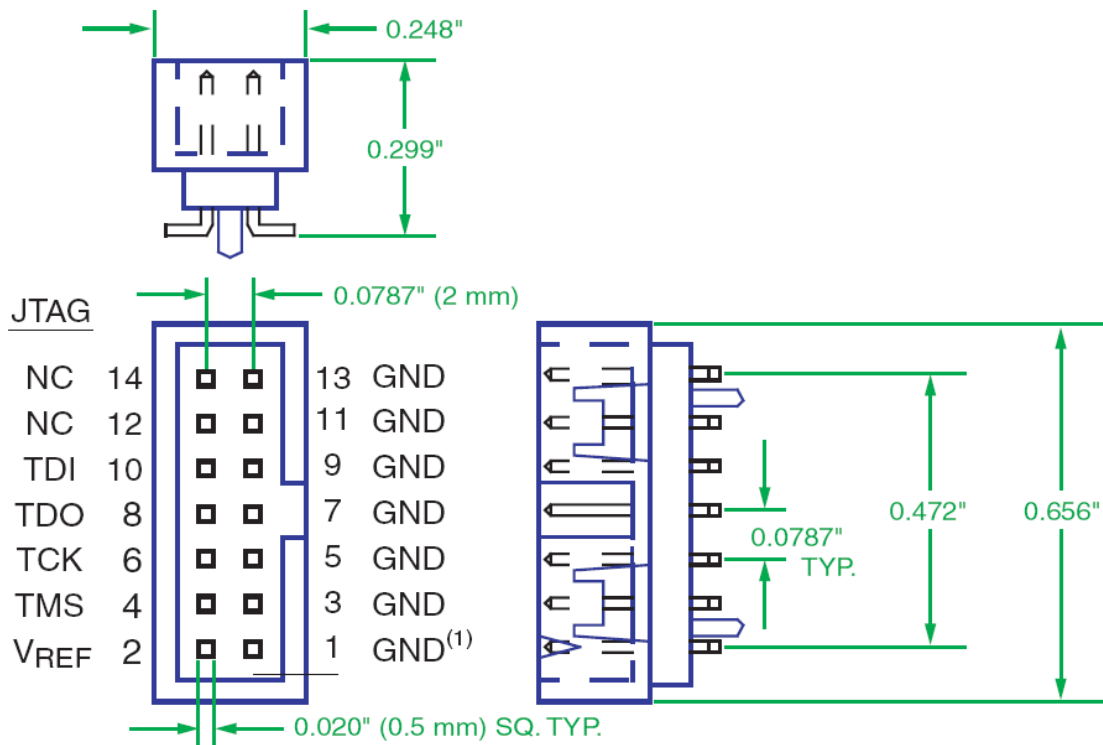 0.248"
0.299"
0.0787" (2 mm)
JTAG
NC 14 13 GND
NC 12 11 GND
TDI 10 9 GND
TDO 8 7 GND
TCK 6 5 GND
TMS 4 3 GND
VREF 2 1 GND(1)
0.0787"
TYP.
0.472"
0.656"
0.020" (0.5 mm) SQ. TYP.